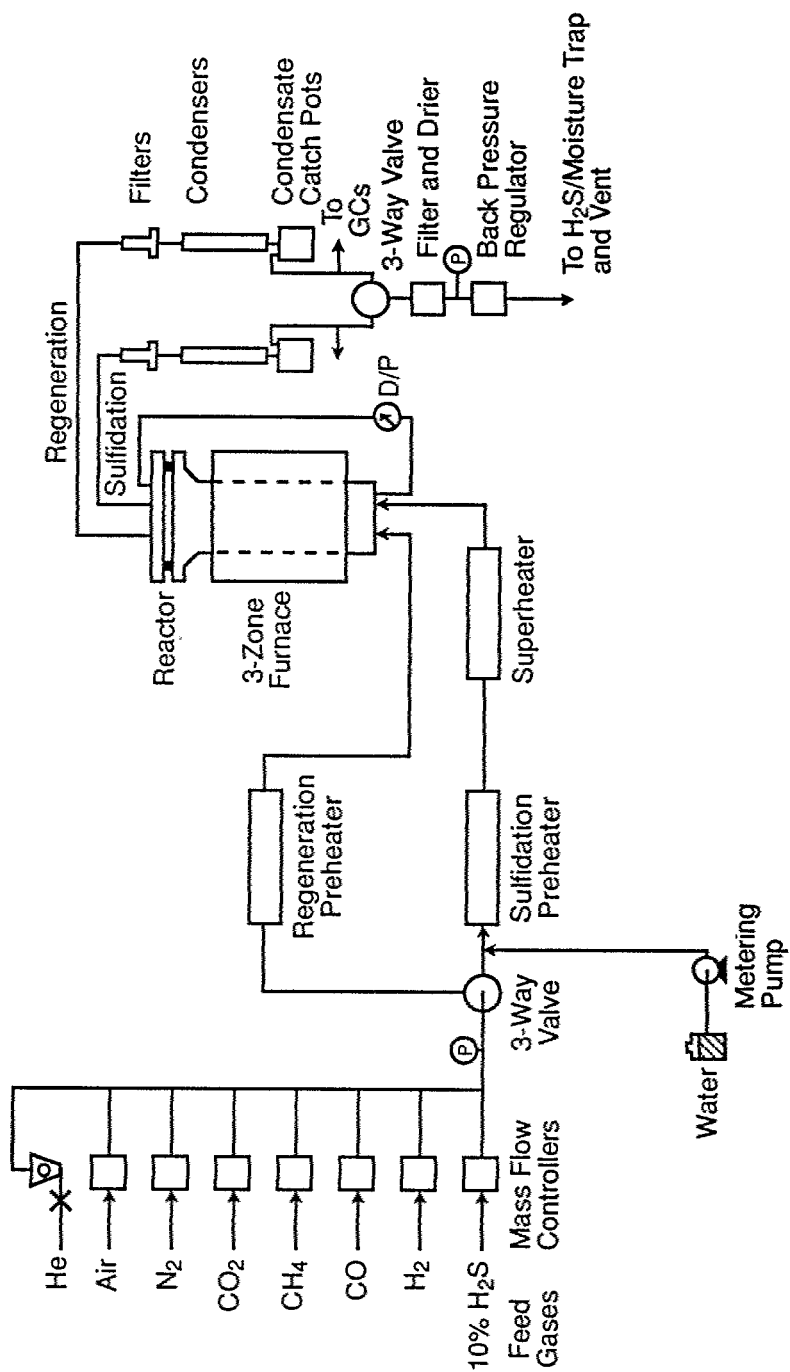 He
Air
N₂
CO₂
CH₄
CO
H₂
10% H₂S
Feed
Gases
Mass Flow
Controllers
P
3-Way
Valve
Water
Metering
Pump
Regeneration
Preheater
Sulfidation
Preheater
Superheater
Reactor
3-Zone
Furnace
Regeneration
Sulfidation
D/P
Filters
Condensers
Condensate
Catch Pots
To
GCs
3-Way Valve
Filter and Drier
P
Back Pressure
Regulator
To H₂S/Moisture Trap
and Vent